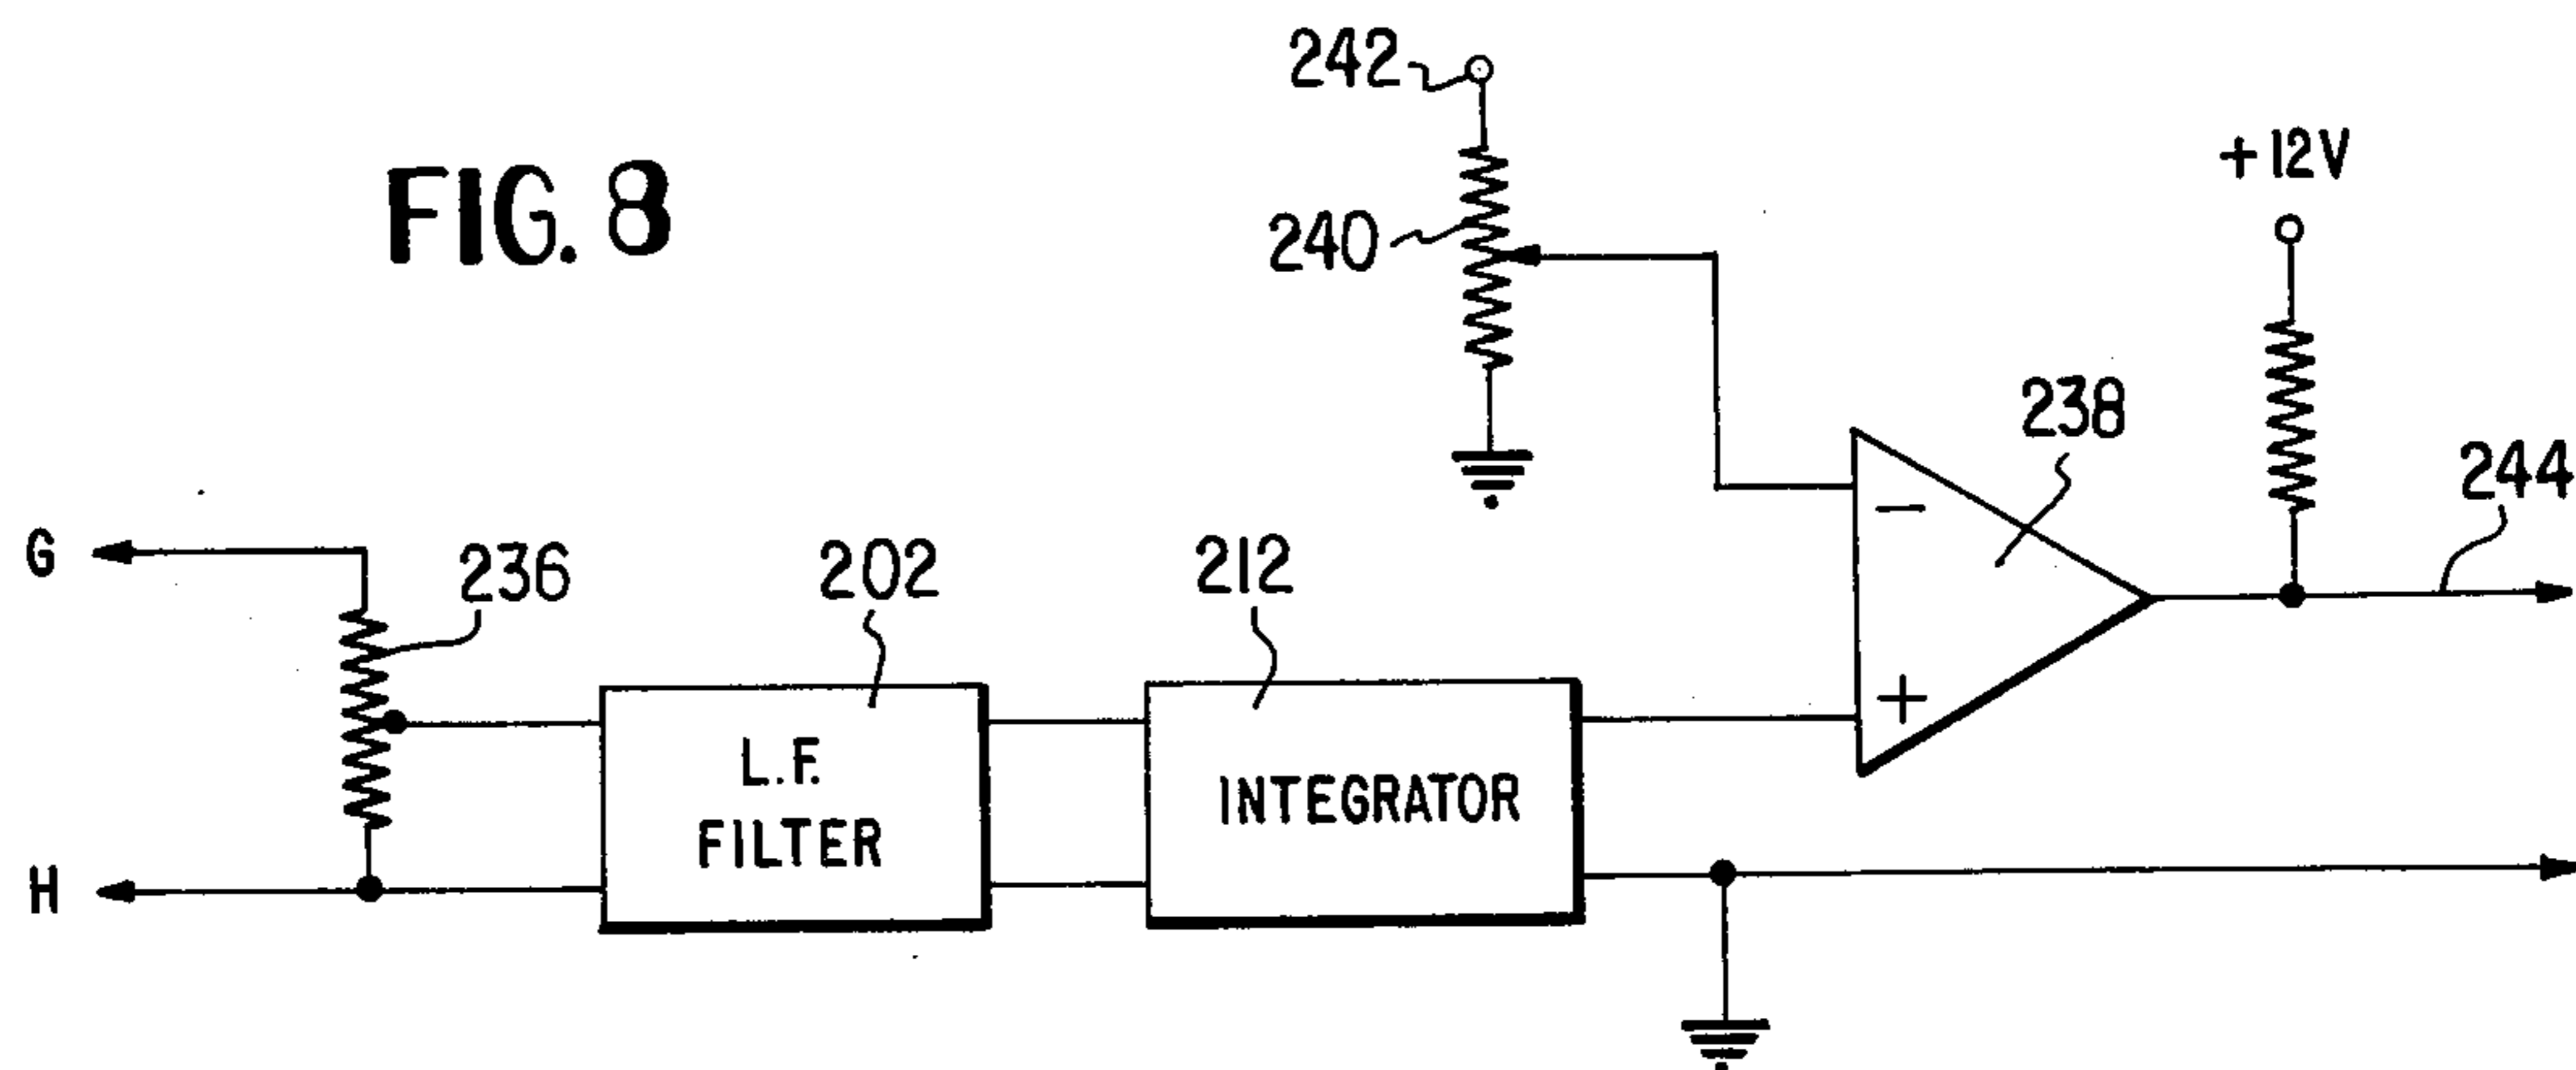 FIG. 8
242
240
+12V
238
244
G
236
202
212
H
L.F.
FILTER
INTEGRATOR
−
+